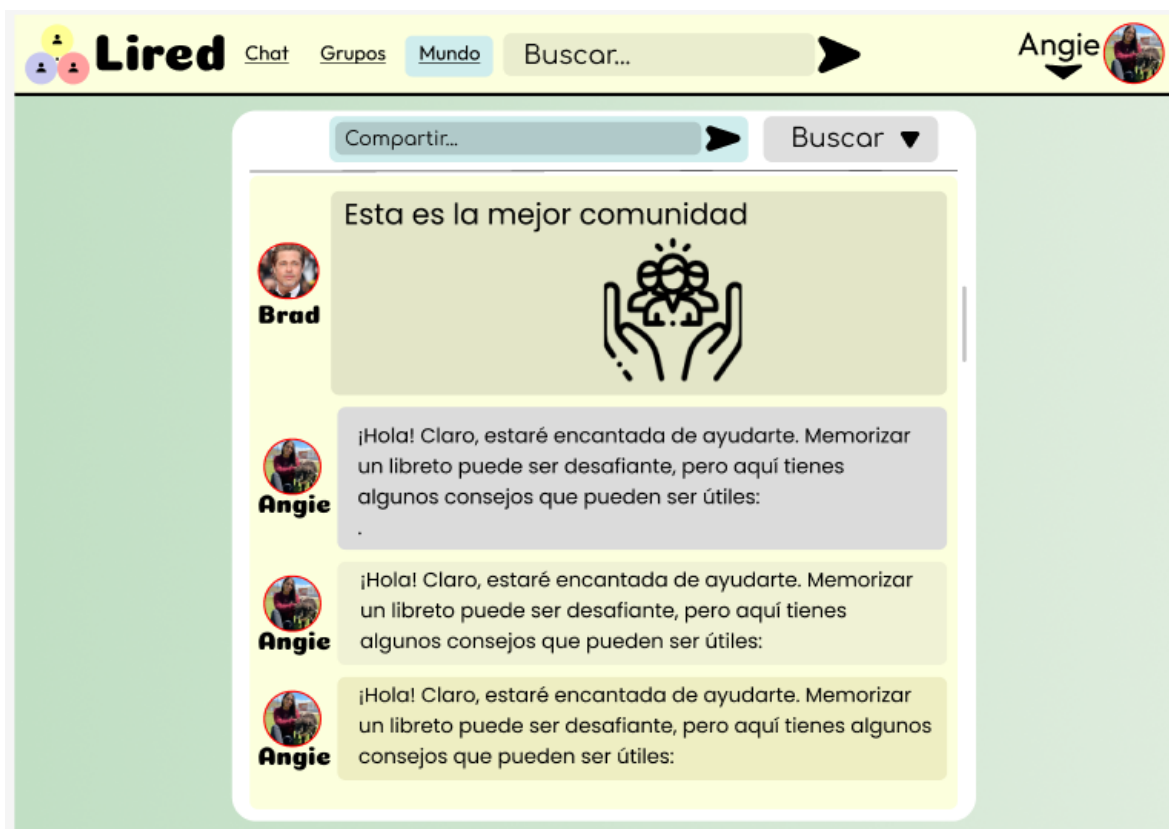 Lired Chat Grupos Mundo Buscar... Angie
Compartir... Buscar
Esta es la mejor comunidad
Brad
¡Hola! Claro, estaré encantada de ayudarte. Memorizar
un libreto puede ser desafiante, pero aquí tienes
algunos consejos que pueden ser útiles:
.
Angie
¡Hola! Claro, estaré encantada de ayudarte. Memorizar
un libreto puede ser desafiante, pero aquí tienes
algunos consejos que pueden ser útiles:
Angie
¡Hola! Claro, estaré encantada de ayudarte. Memorizar
un libreto puede ser desafiante, pero aquí tienes algunos
consejos que pueden ser útiles:
Angie